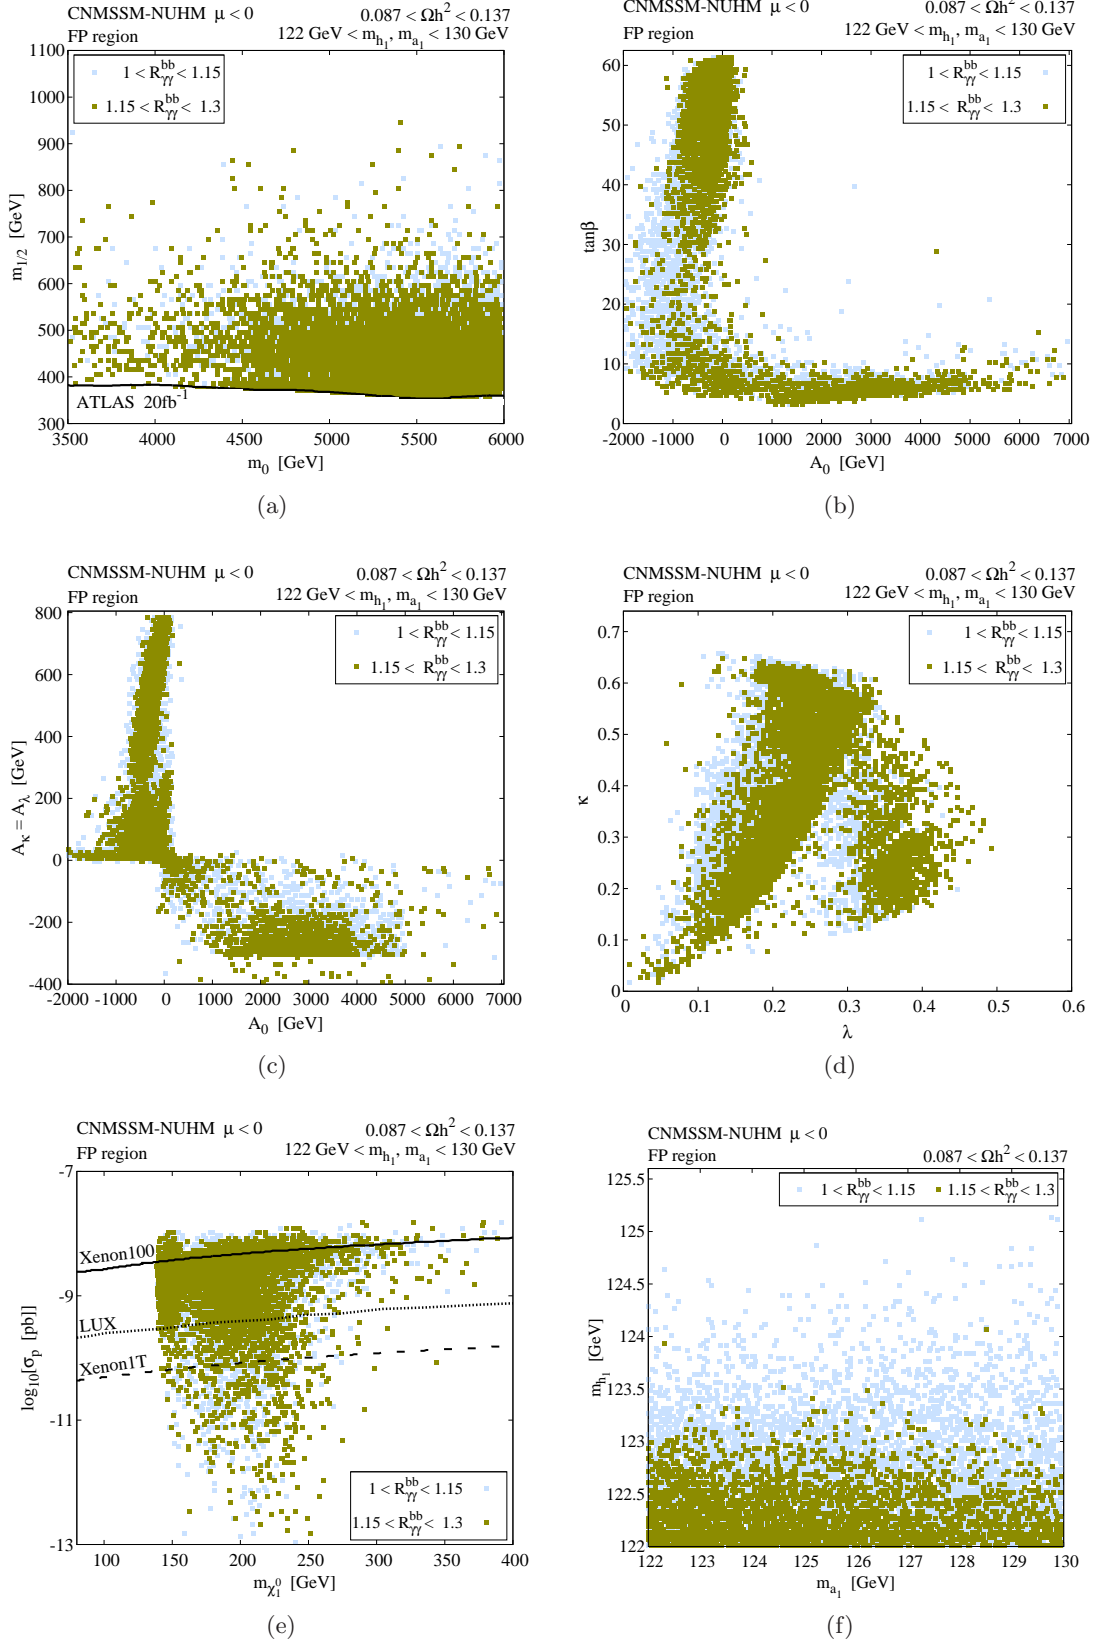 CNMSSM-NUHM μ < 0
0.087 < Ωh² < 0.137
FP region
122 GeV < m_h₁, m_a₁ < 130 GeV
1 < R^bb_γγ < 1.15
1.15 < R^bb_γγ < 1.3
ATLAS 20fb⁻¹
1100
1000
900
800
700
600
500
400
300
m_1/2 [GeV]
3500 4000 4500 5000 5500 6000
m_0 [GeV]
(a)
CNMSSM-NUHM μ < 0
0.087 < Ωh² < 0.137
FP region
122 GeV < m_h₁, m_a₁ < 130 GeV
1 < R^bb_γγ < 1.15
1.15 < R^bb_γγ < 1.3
60
50
40
30
20
10
0
tanβ
-2000 -1000 0 1000 2000 3000 4000 5000 6000 7000
A_0 [GeV]
(b)
CNMSSM-NUHM μ < 0
0.087 < Ωh² < 0.137
FP region
122 GeV < m_h₁, m_a₁ < 130 GeV
1 < R^bb_γγ < 1.15
1.15 < R^bb_γγ < 1.3
800
600
400
200
0
-200
-400
A_κ = A_λ [GeV]
-2000 -1000 0 1000 2000 3000 4000 5000 6000 7000
A_0 [GeV]
(c)
CNMSSM-NUHM μ < 0
0.087 < Ωh² < 0.137
FP region
122 GeV < m_h₁, m_a₁ < 130 GeV
1 < R^bb_γγ < 1.15
1.15 < R^bb_γγ < 1.3
0.7
0.6
0.5
0.4
0.3
0.2
0.1
0
κ
0 0.1 0.2 0.3 0.4 0.5 0.6
λ
(d)
CNMSSM-NUHM μ < 0
0.087 < Ωh² < 0.137
FP region
122 GeV < m_h₁, m_a₁ < 130 GeV
-7
-9
-11
-13
log₁₀[σ_p [pb]]
Xenon100
LUX
Xenon1T
1 < R^bb_γγ < 1.15
1.15 < R^bb_γγ < 1.3
100 150 200 250 300 350 400
m_χ⁰₁ [GeV]
(e)
CNMSSM-NUHM μ < 0
FP region
0.087 < Ωh² < 0.137
1 < R^bb_γγ < 1.15 1.15 < R^bb_γγ < 1.3
125.5
125
124.5
124
123.5
123
122.5
122
m_h₁ [GeV]
122 123 124 125 126 127 128 129 130
m_a₁ [GeV]
(f)